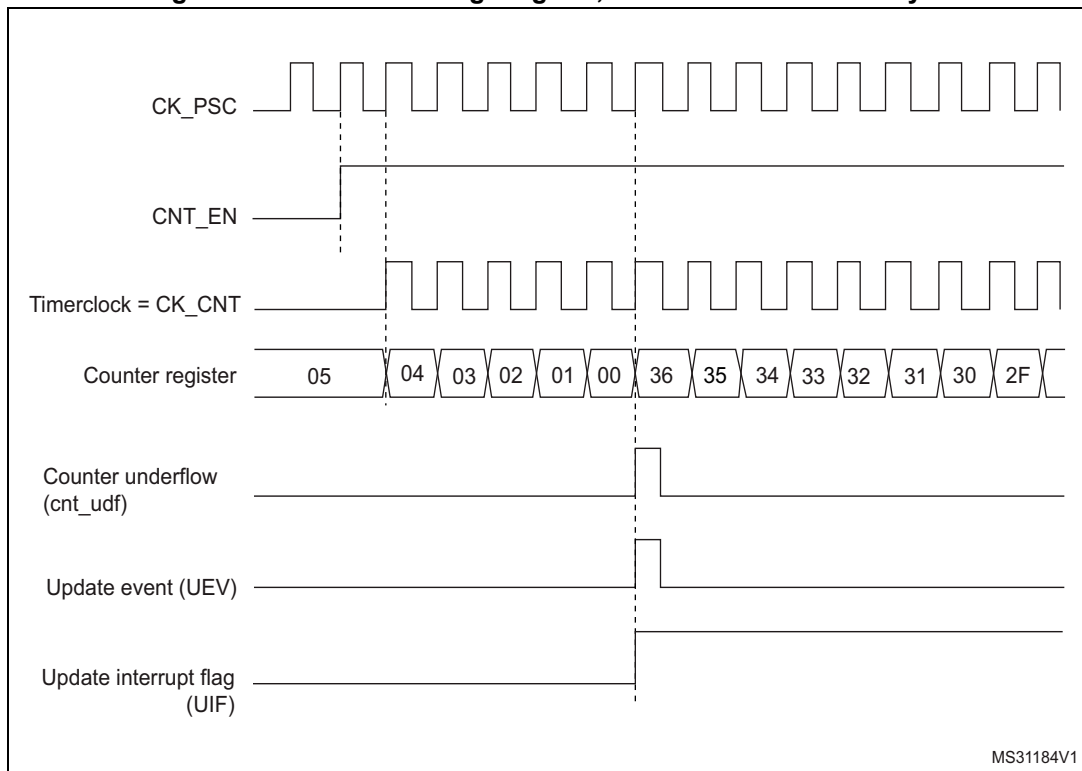 CK_PSC
CNT_EN
Timerclock = CK_CNT
Counter register 05 04 03 02 01 00 36 35 34 33 32 31 30 2F
Counter underflow
(cnt_udf)
Update event (UEV)
Update interrupt flag
(UIF)
MS31184V1